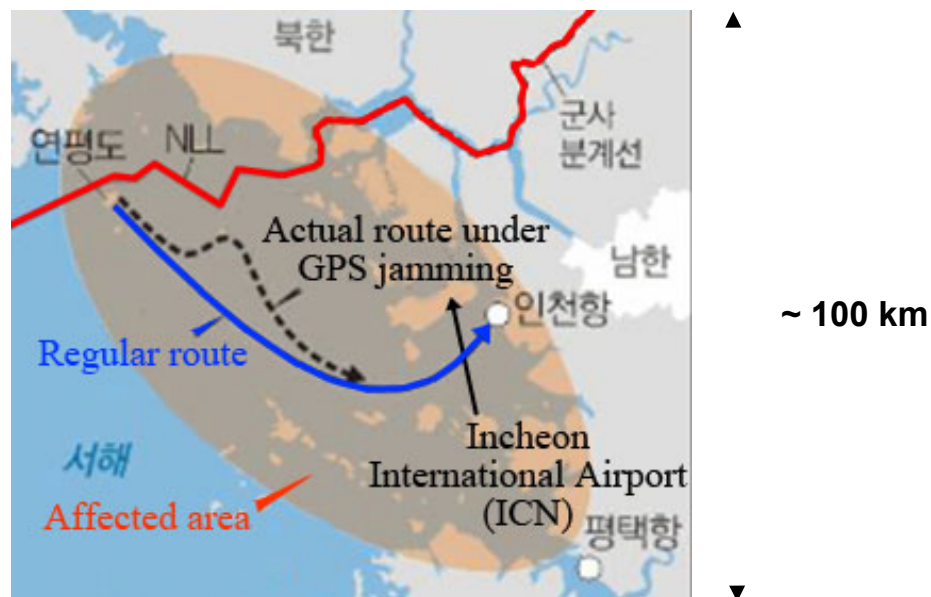 북한
군사
분계선
연평도
NLL
Actual route under
GPS jamming
남한
인천항
~ 100 km
Regular route
Incheon
International Airport
(ICN)
서해
Affected area
평택항